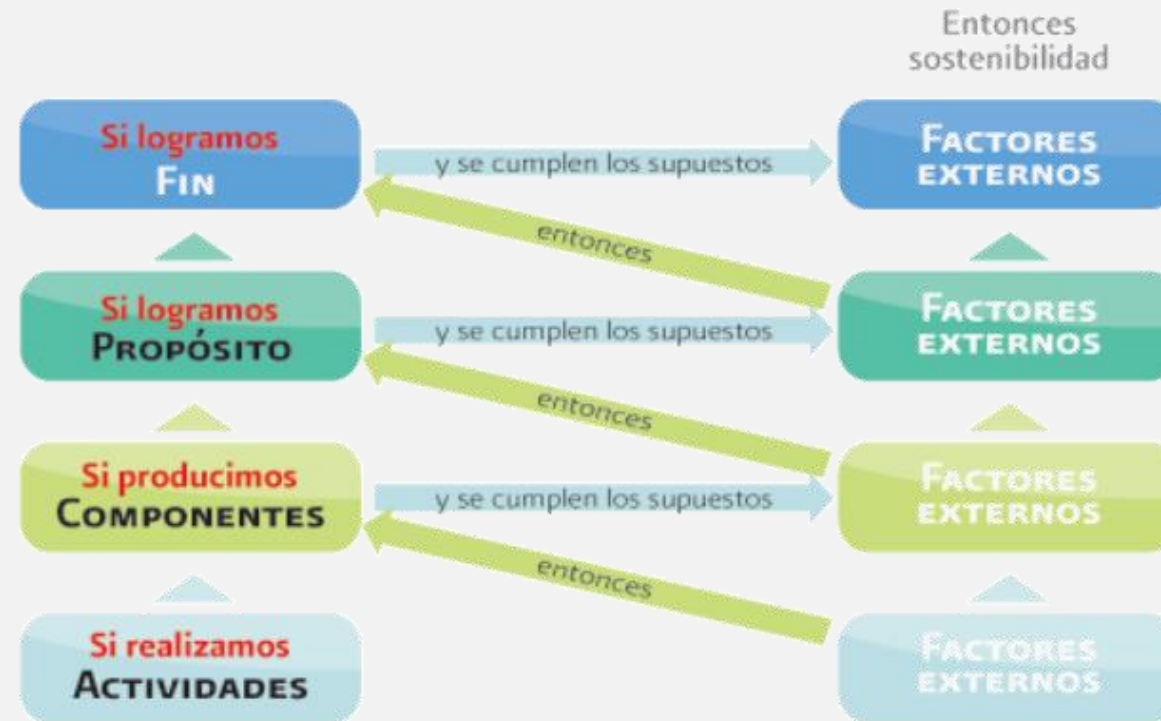 Entonces
sostenibilidad
Si logramos
FIN
y se cumplen los supuestos
FACTORES
EXTERNOS
entonces
Si logramos
PROPÓSITO
y se cumplen los supuestos
FACTORES
EXTERNOS
entonces
Si producimos
COMPONENTES
y se cumplen los supuestos
FACTORES
EXTERNOS
entonces
Si realizamos
ACTIVIDADES
FACTORES
EXTERNOS